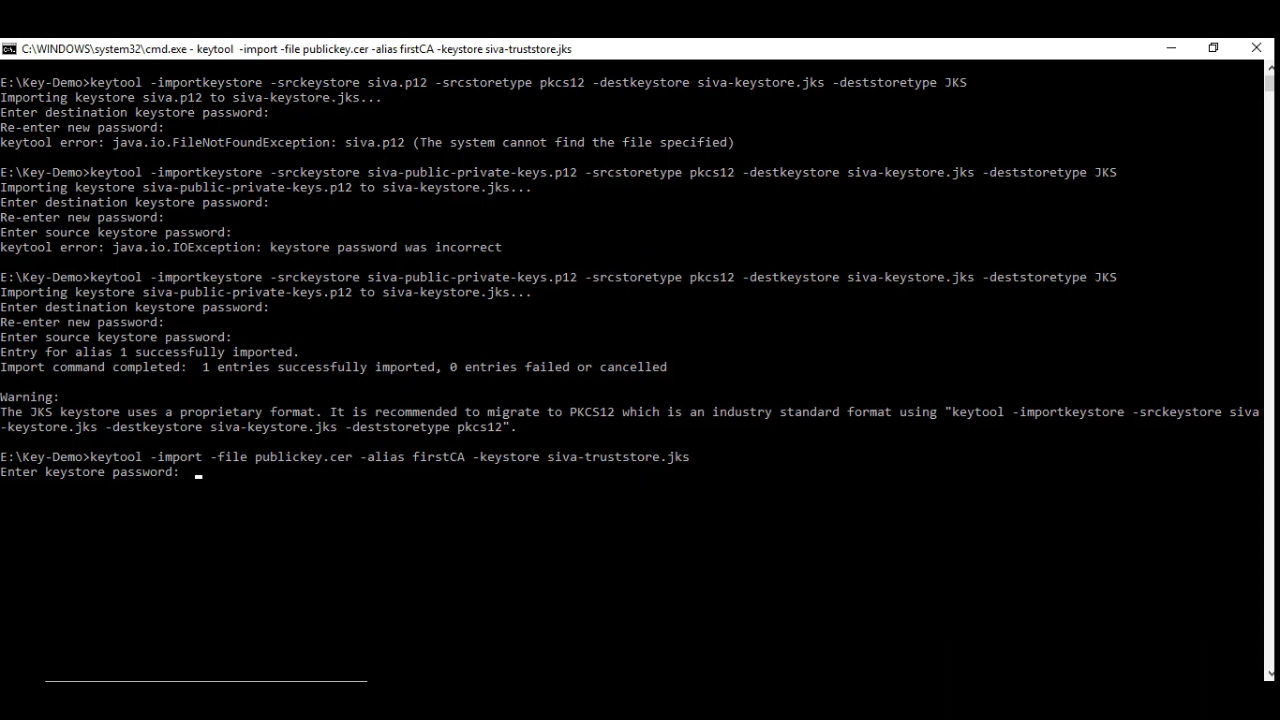 C:\WINDOWS\system32\cmd.exe - keytool  -import -file publickey.cer -alias firstCA -keystore siva-truststore.jks
E:\Key-Demo>keytool -importkeystore -srckeystore siva.p12 -srcstoretype pkcs12 -destkeystore siva-keystore.jks -deststoretype JKS
Importing keystore siva.p12 to siva-keystore.jks...
Enter destination keystore password:
Re-enter new password:
keytool error: java.io.FileNotFoundException: siva.p12 (The system cannot find the file specified)
E:\Key-Demo>keytool -importkeystore -srckeystore siva-public-private-keys.p12 -srcstoretype pkcs12 -destkeystore siva-keystore.jks -deststoretype JKS
Importing keystore siva-public-private-keys.p12 to siva-keystore.jks...
Enter destination keystore password:
Re-enter new password:
Enter source keystore password:
keytool error: java.io.IOException: keystore password was incorrect
E:\Key-Demo>keytool -importkeystore -srckeystore siva-public-private-keys.p12 -srcstoretype pkcs12 -destkeystore siva-keystore.jks -deststoretype JKS
Importing keystore siva-public-private-keys.p12 to siva-keystore.jks...
Enter destination keystore password:
Re-enter new password:
Enter source keystore password:
Entry for alias 1 successfully imported.
Import command completed:  1 entries successfully imported, 0 entries failed or cancelled
Warning:
The JKS keystore uses a proprietary format. It is recommended to migrate to PKCS12 which is an industry standard format using "keytool -importkeystore -srckeystore siva
-keystore.jks -destkeystore siva-keystore.jks -deststoretype pkcs12".
E:\Key-Demo>keytool -import -file publickey.cer -alias firstCA -keystore siva-truststore.jks
Enter keystore password: